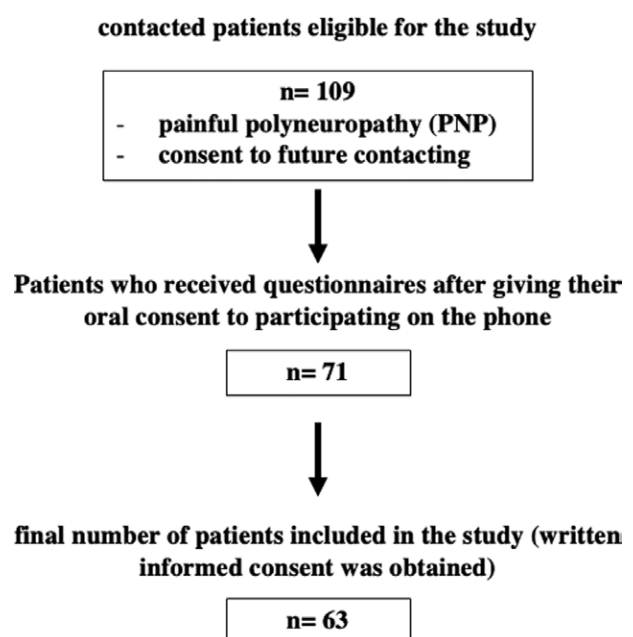 contacted patients eligible for the study
n= 109
- painful polyneuropathy (PNP)
- consent to future contacting
Patients who received questionnaires after giving their
oral consent to participating on the phone
n= 71
final number of patients included in the study (written
informed consent was obtained)
n= 63